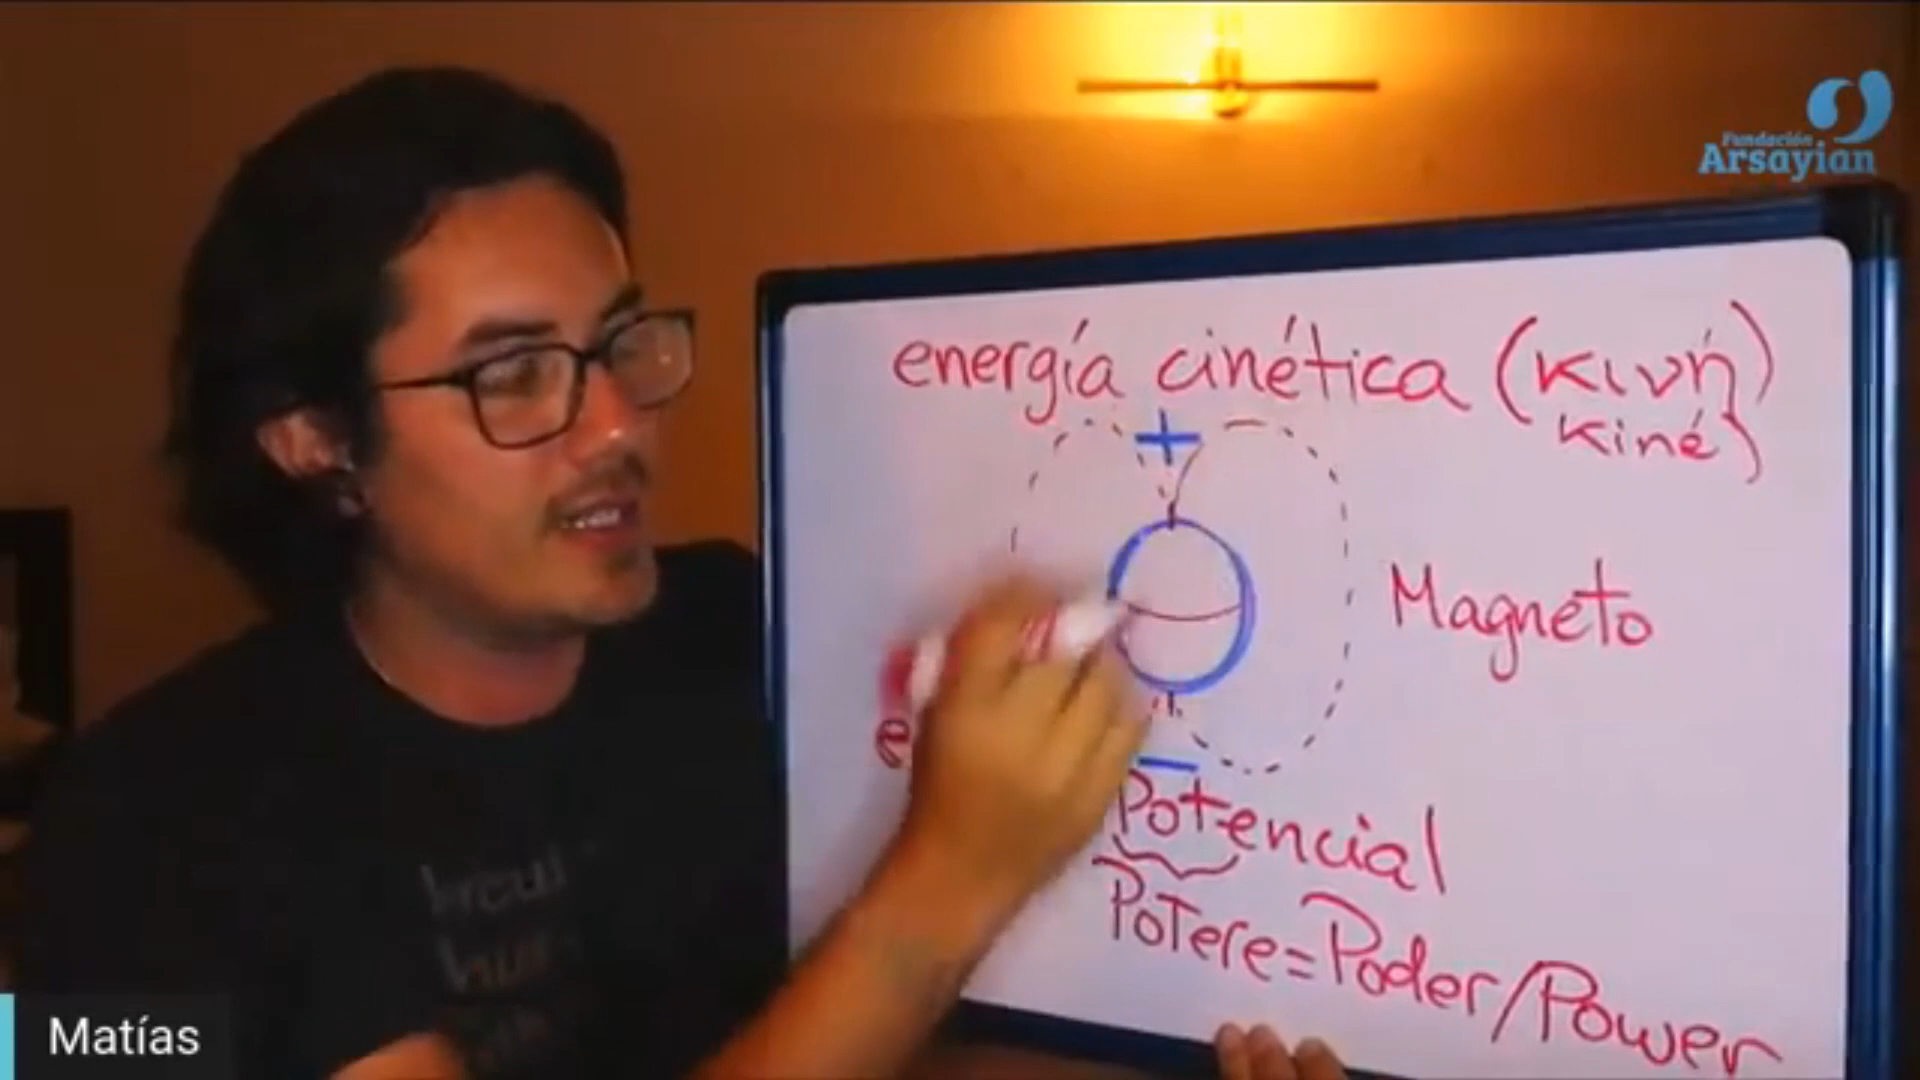 Fundación
Arsayian
energía cinética (κινή)
kiné)
+
Magneto
e
−
Potencial
Potere=Poder/Power
Matías